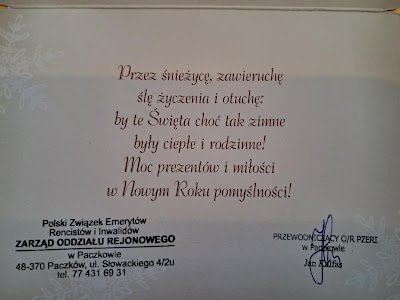 Przez śnieżycę, zawieruchę
ślę życzenia i otuchę:
by te Święta choć tak zimne
były ciepłe i rodzinne!
Moc prezentów i miłości
w Nowym Roku pomyślności!
Polski Związek Emerytów
Rencistów i Inwalidów
ZARZĄD ODDZIAŁU REJONOWEGO
w Paczkowie
48-370 Paczków, ul. Słowackiego 4/2u
tel. 77 431 69 31
PRZEWODNICZĄCY O/R PZERI
w Paczkowie
Jan